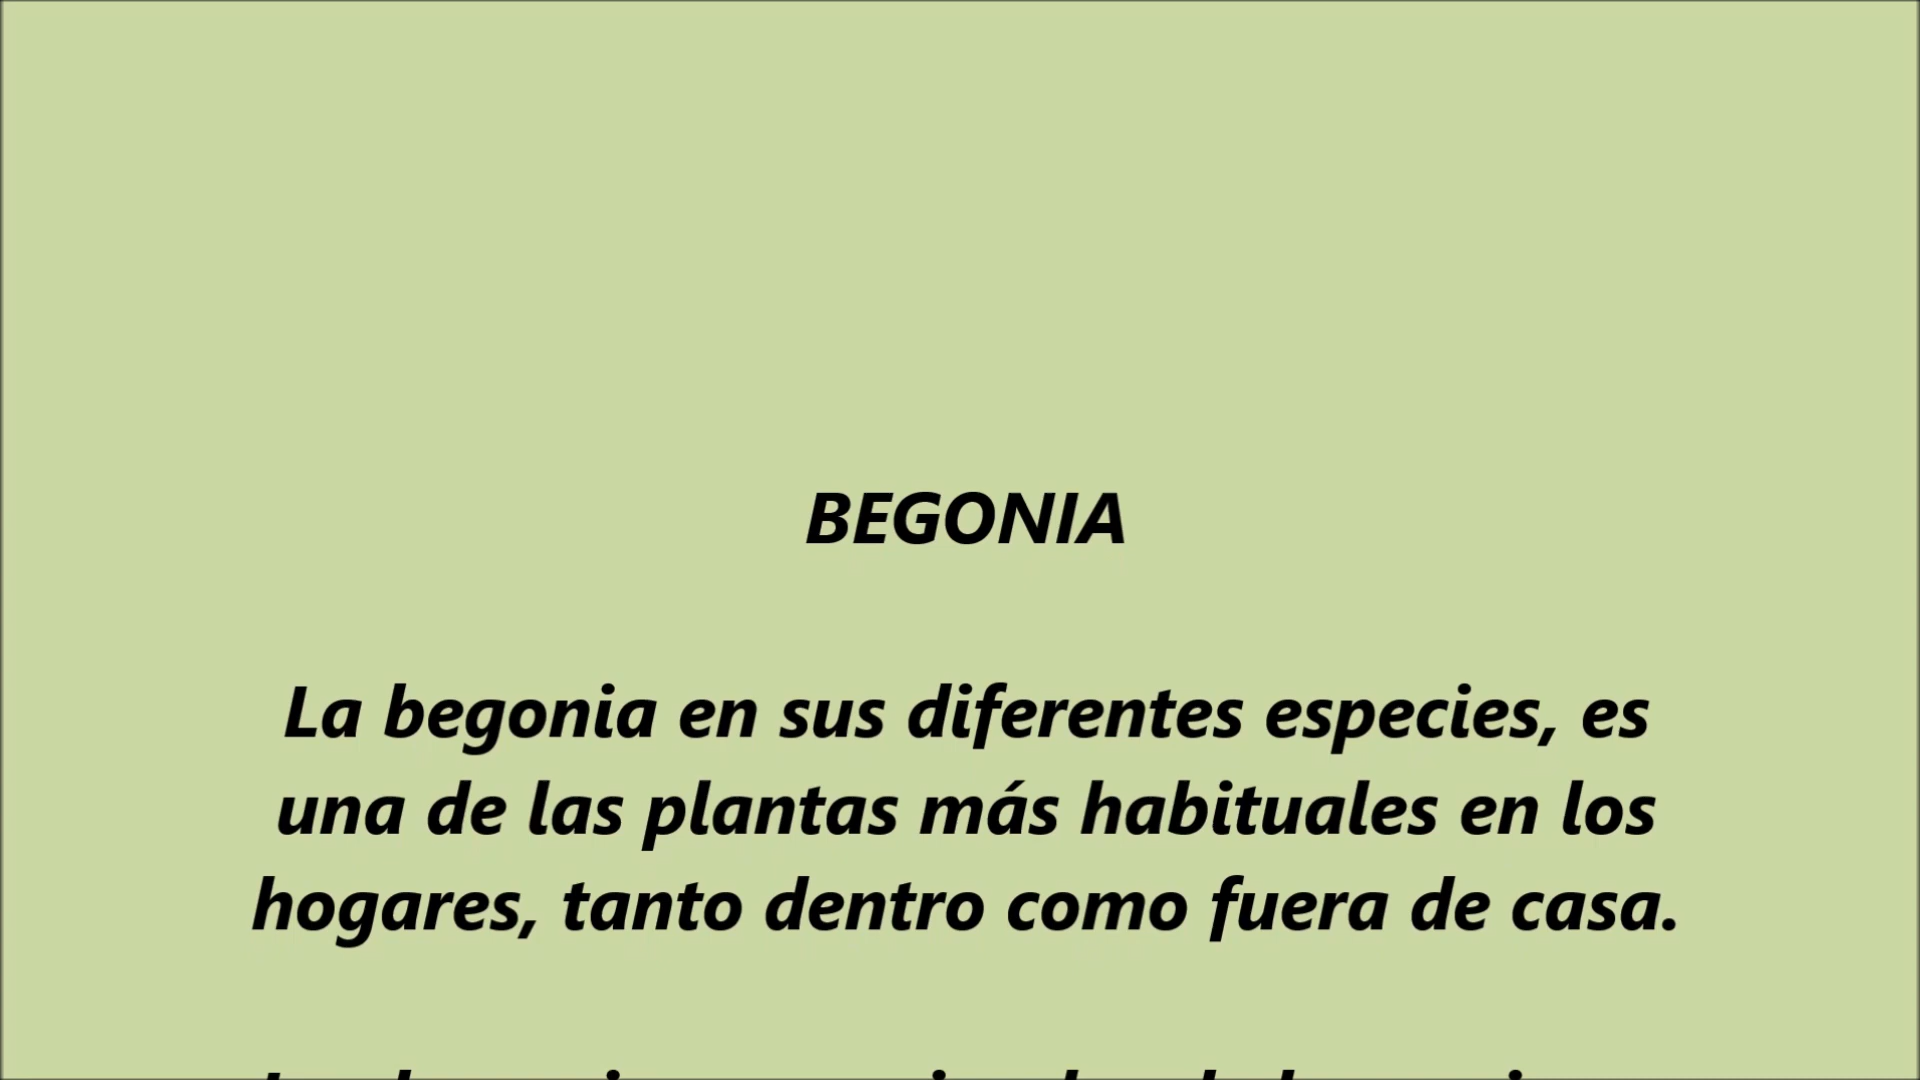 BEGONIA
La begonia en sus diferentes especies, es
una de las plantas más habituales en los
hogares, tanto dentro como fuera de casa.